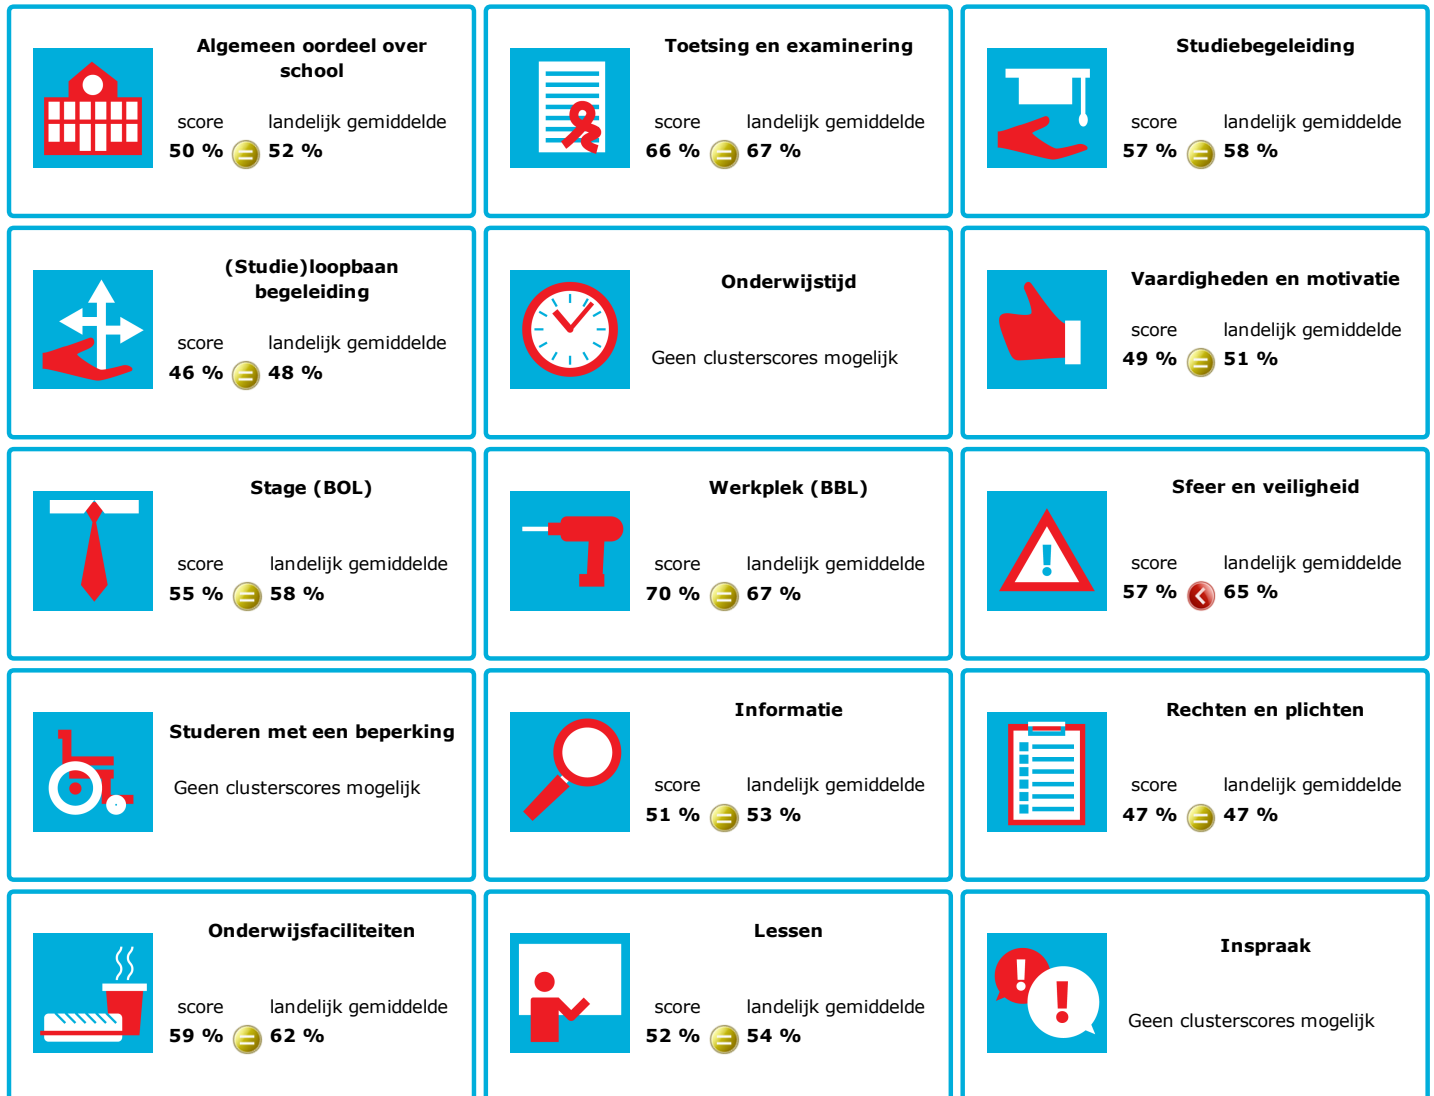 Algemeen oordeel over
school
score landelijk gemiddelde
50 % = 52 %
Toetsing en examinering
score landelijk gemiddelde
66 % = 67 %
Studiebegeleiding
score landelijk gemiddelde
57 % = 58 %
(Studie)loopbaan
begeleiding
score landelijk gemiddelde
46 % = 48 %
Onderwijstijd
Geen clusterscores mogelijk
Vaardigheden en motivatie
score landelijk gemiddelde
49 % = 51 %
Stage (BOL)
score landelijk gemiddelde
55 % = 58 %
Werkplek (BBL)
score landelijk gemiddelde
70 % = 67 %
Sfeer en veiligheid
score landelijk gemiddelde
57 % < 65 %
Studeren met een beperking
Geen clusterscores mogelijk
Informatie
score landelijk gemiddelde
51 % = 53 %
Rechten en plichten
score landelijk gemiddelde
47 % = 47 %
Onderwijsfaciliteiten
score landelijk gemiddelde
59 % = 62 %
Lessen
score landelijk gemiddelde
52 % = 54 %
Inspraak
Geen clusterscores mogelijk